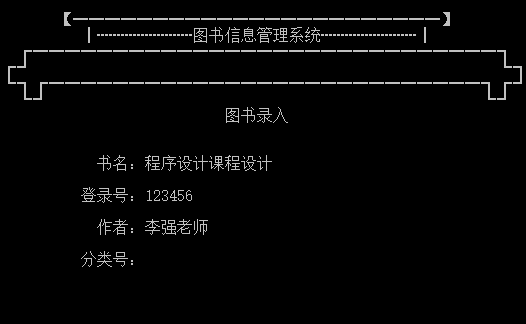 图书信息管理系统
图书录入
书名：程序设计课程设计
登录号：123456
作者：李强老师
分类号：